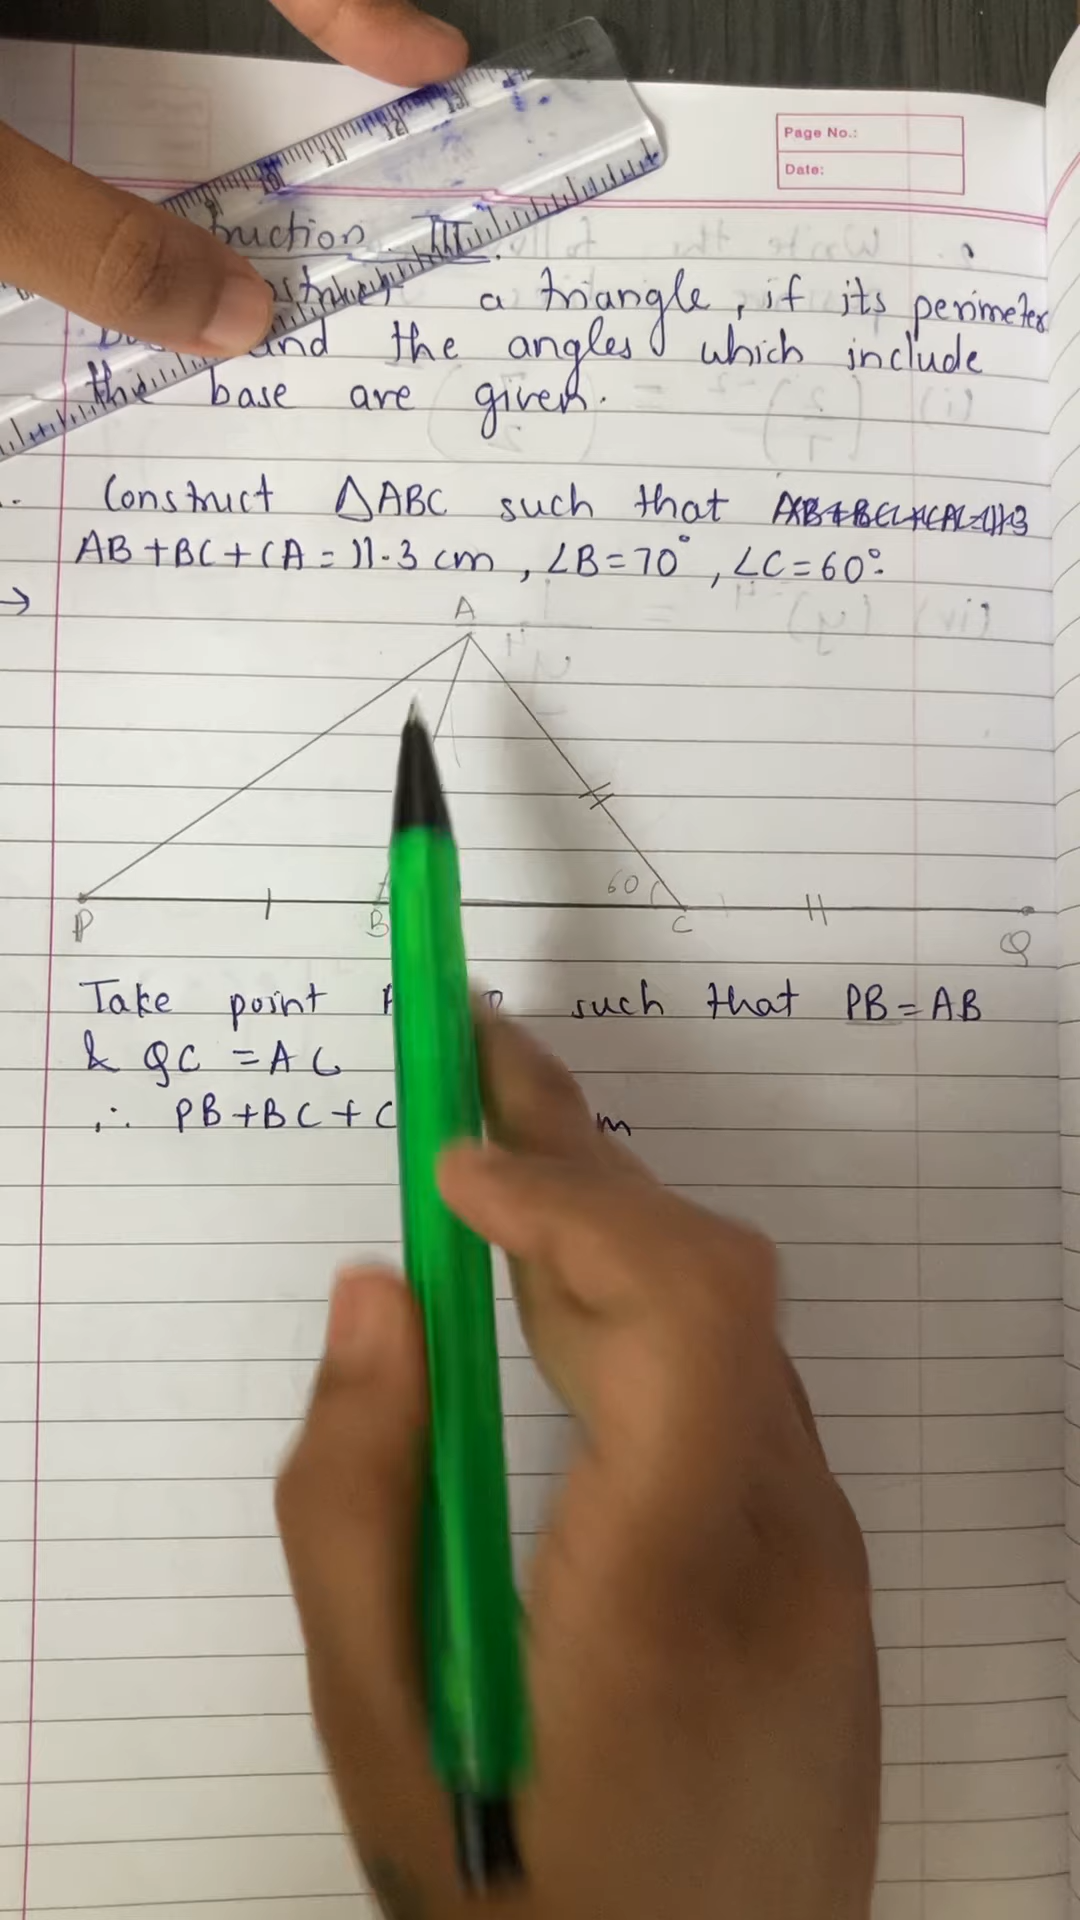 Page No.:
Date:
ruction III.
a triangle, if its perimeter
and the angles which include
the base are given.
Construct △ABC such that
AB+BC+CA=11.3 cm, ∠B=70°, ∠C=60°
→
A
60
P B C Q
Take point such that PB=AB
& QC =AC
∴ PB+BC+C m